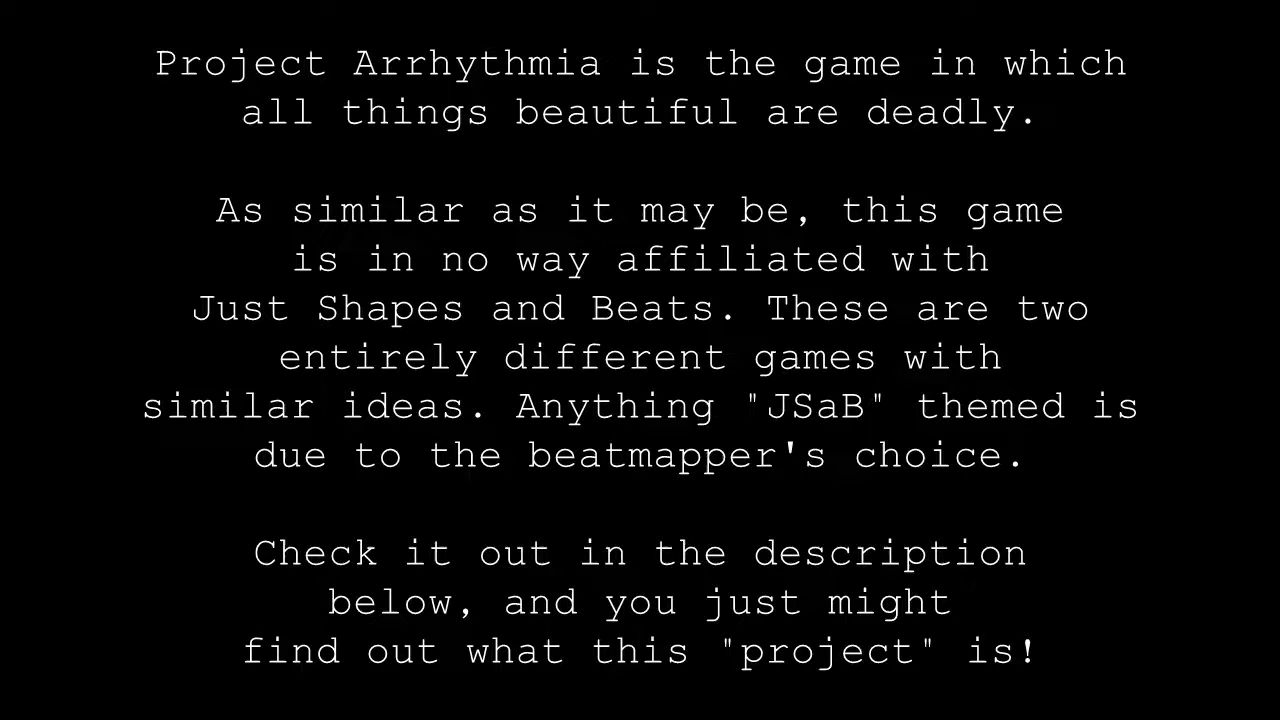 Project Arrhythmia is the game in which
all things beautiful are deadly.
As similar as it may be, this game
is in no way affiliated with
Just Shapes and Beats. These are two
entirely different games with
similar ideas. Anything "JSaB" themed is
due to the beatmapper's choice.
Check it out in the description
below, and you just might
find out what this "project" is!